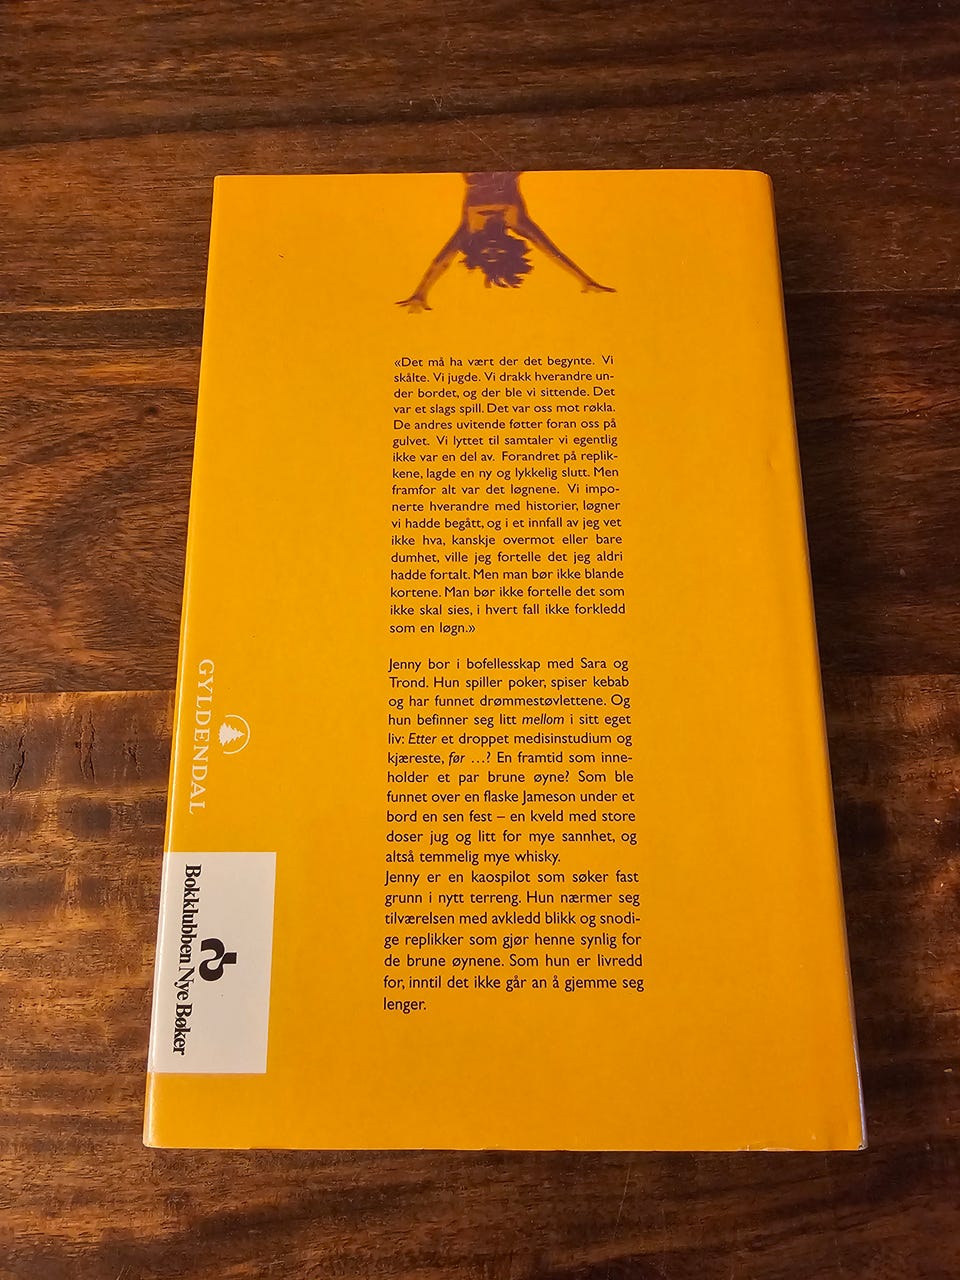 «Det må ha vært der det begynte. Vi
skålte. Vi jugde. Vi drakk hverandre un-
der bordet, og der ble vi sittende. Det
var et slags spill. Det var oss mot røkla.
De andres uvitende føtter foran oss på
gulvet. Vi lyttet til samtaler vi egentlig
ikke var en del av. Forandret på replik-
kene, lagde en ny og lykkelig slutt. Men
framfor alt var det løgnene. Vi impo-
nerte hverandre med historier, løgner
vi hadde begått, og i et innfall av jeg vet
ikke hva, kanskje overmot eller bare
dumhet, ville jeg fortelle det jeg aldri
hadde fortalt. Men man bør ikke blande
kortene. Man bør ikke fortelle det som
ikke skal sies, i hvert fall ikke forkledd
som en løgn.»
Jenny bor i bofellesskap med Sara og
Trond. Hun spiller poker, spiser kebab
og har funnet drømmestøvlettene. Og
hun befinner seg litt mellom i sitt eget
liv: Etter et droppet medisinstudium og
kjæreste, før …? En framtid som inne-
holder et par brune øyne? Som ble
funnet over en flaske Jameson under et
bord en sen fest – en kveld med store
doser jug og litt for mye sannhet, og
altså temmelig mye whisky.
Jenny er en kaospilot som søker fast
grunn i nytt terreng. Hun nærmer seg
tilværelsen med avkledd blikk og snodi-
ge replikker som gjør henne synlig for
de brune øynene. Som hun er livredd
for, inntil det ikke går an å gjemme seg
lenger.
GYLDENDAL
Bokklubben Nye Bøker